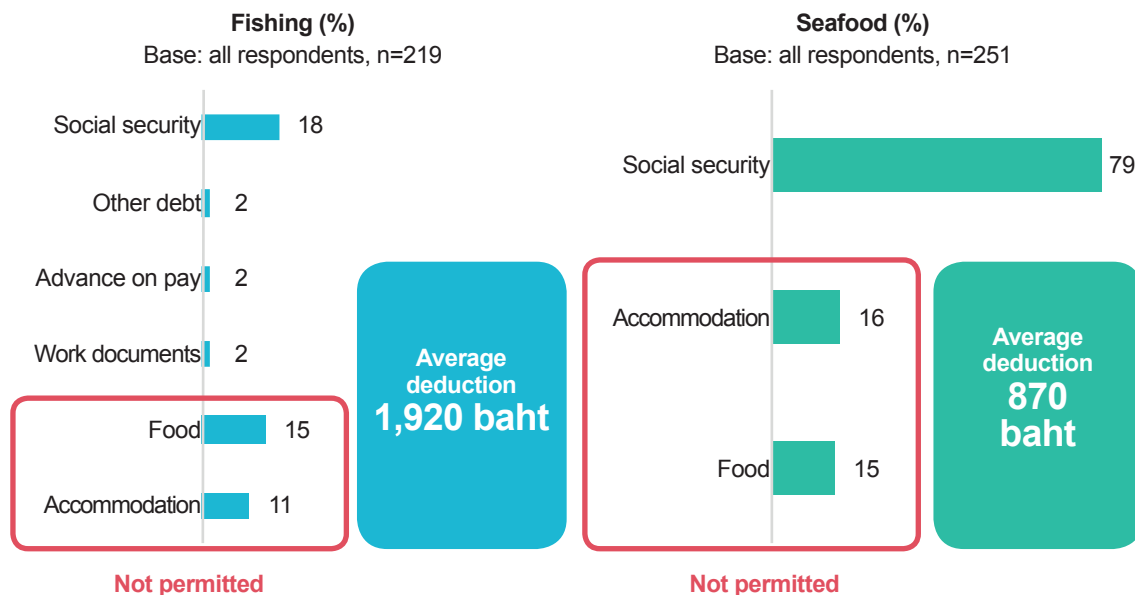 Fishing (%)
Base: all respondents, n=219
Social security 18
Other debt 2
Advance on pay 2
Work documents 2
Food 15
Accommodation 11
Not permitted
Average
deduction
1,920 baht
Seafood (%)
Base: all respondents, n=251
Social security 79
Accommodation 16
Food 15
Not permitted
Average
deduction
870
baht